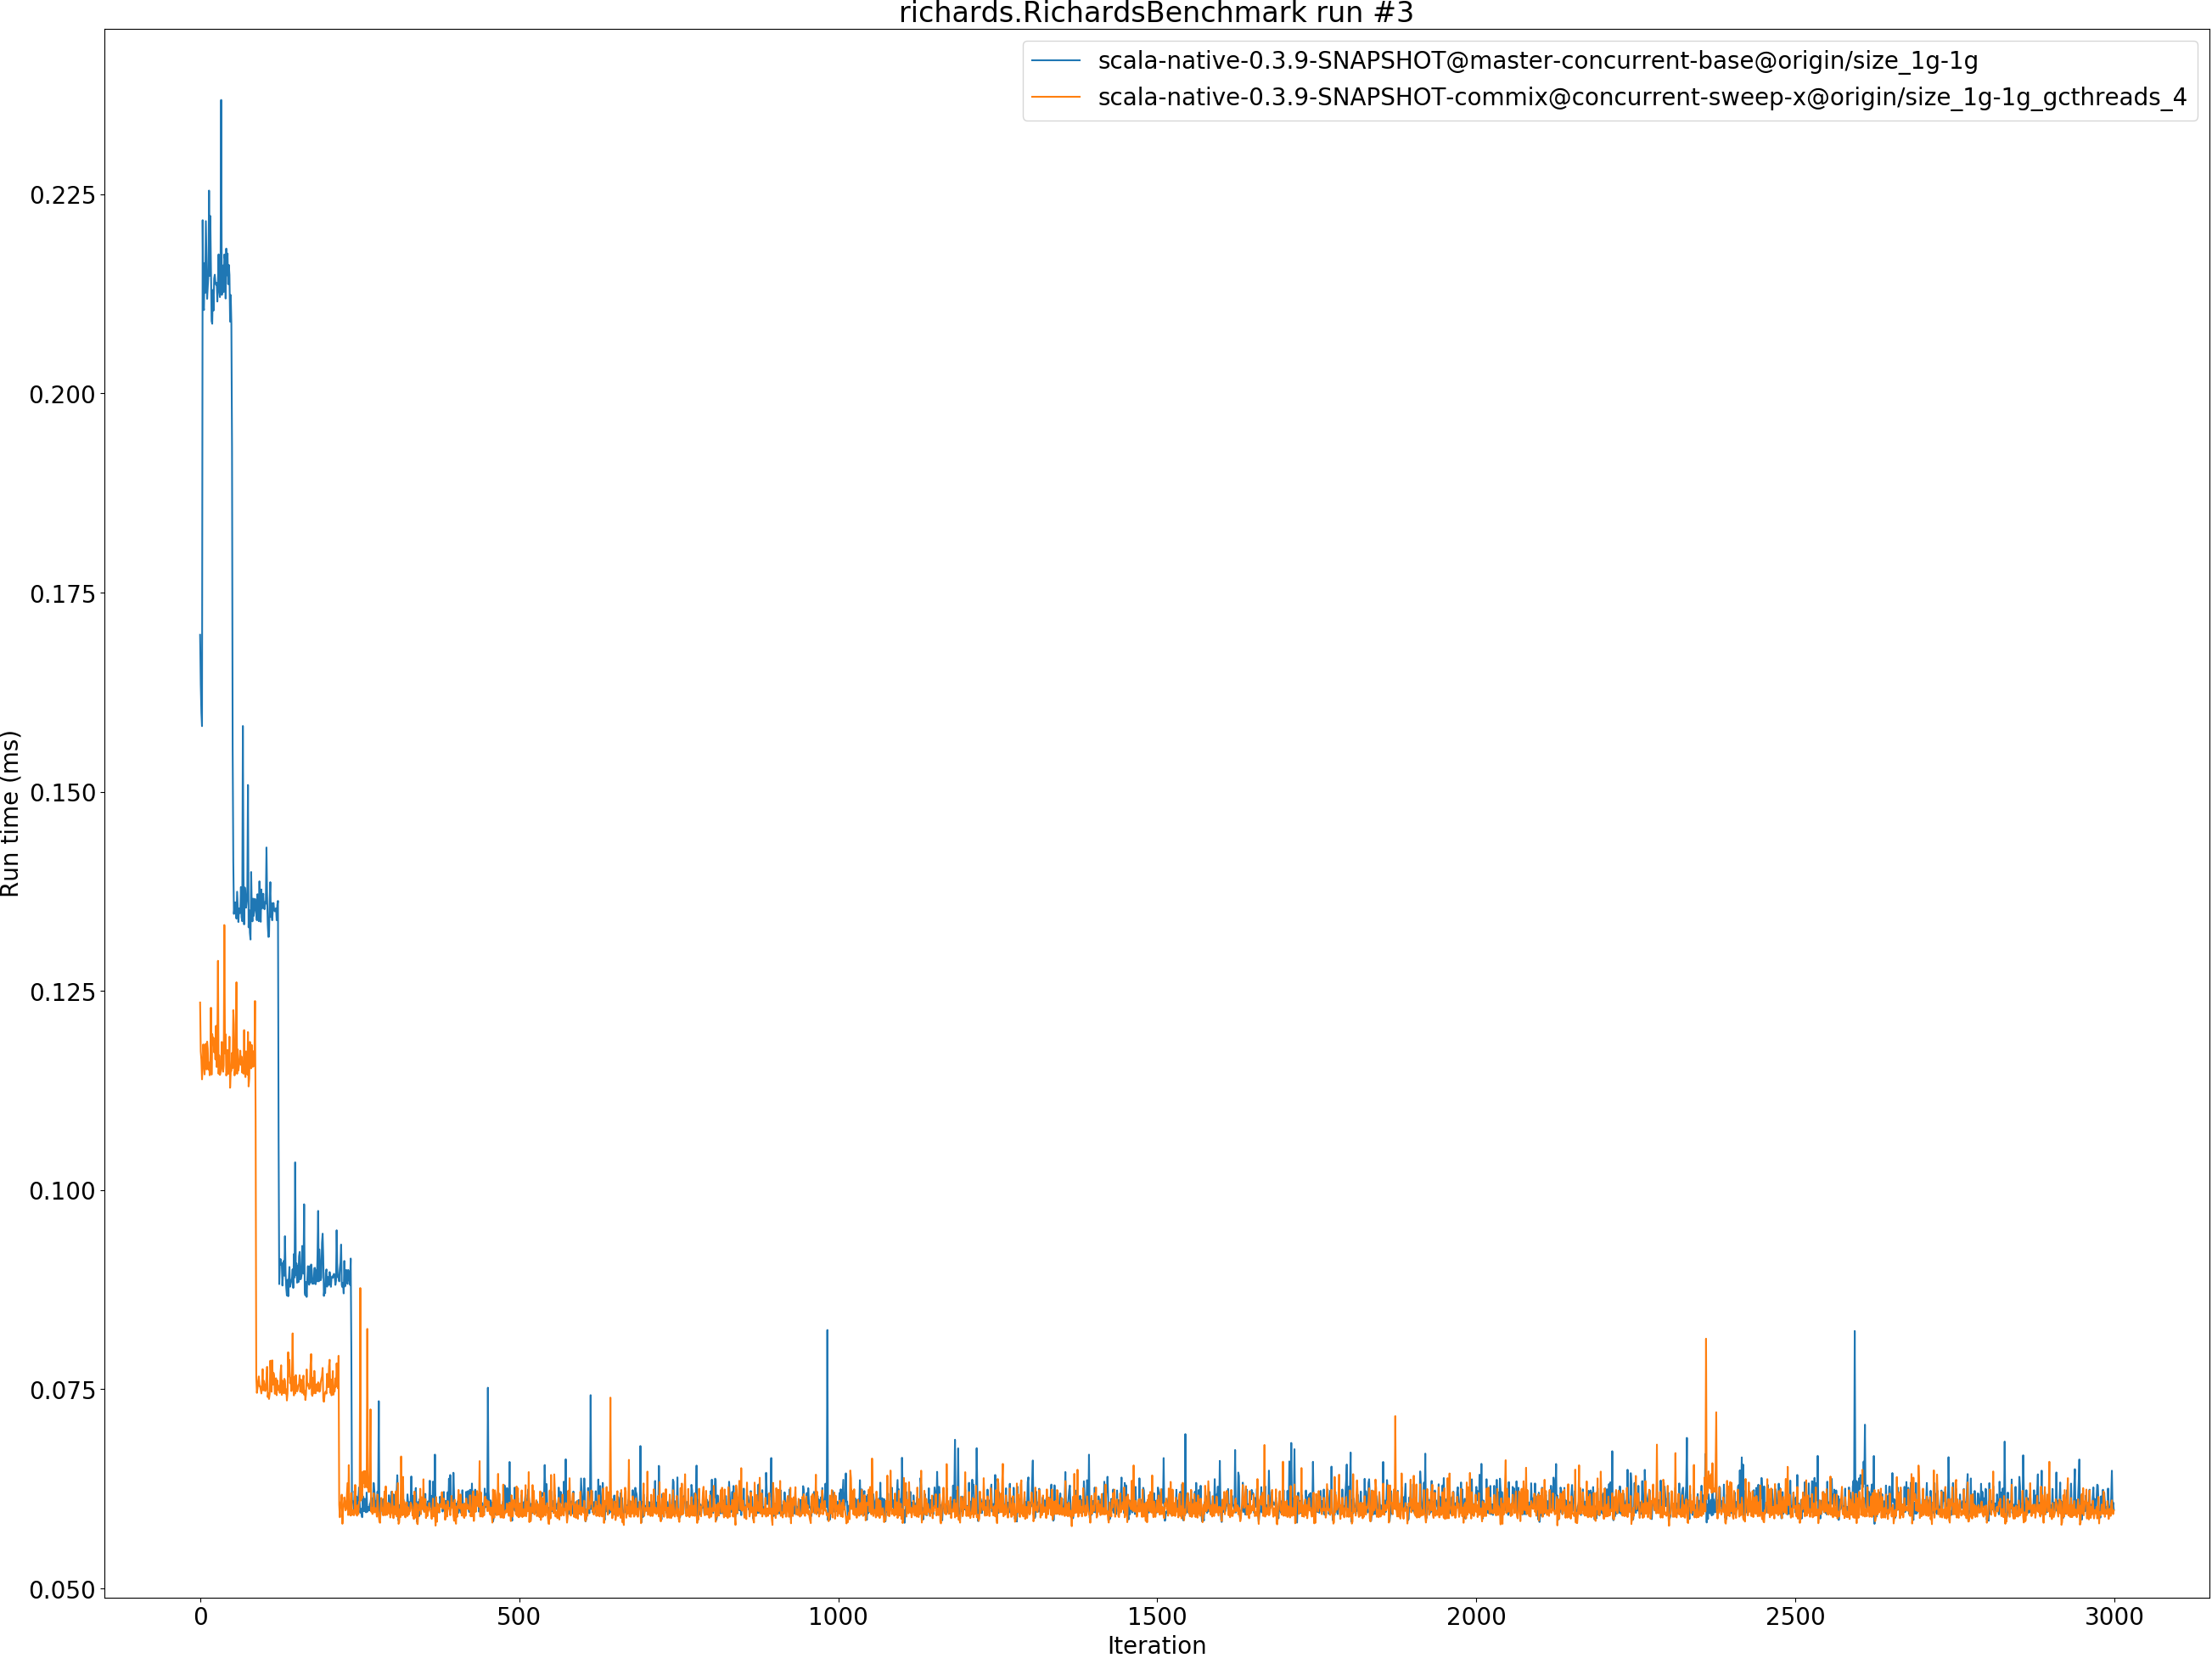 richards.RichardsBenchmark run #3
scala-native-0.3.9-SNAPSHOT@master-concurrent-base@origin/size_1g-1g
scala-native-0.3.9-SNAPSHOT-commix@concurrent-sweep-x@origin/size_1g-1g_gcthreads_4
Run time (ms)
0.225
0.200
0.175
0.150
0.125
0.100
0.075
0.050
0 500 1000 1500 2000 2500 3000
Iteration